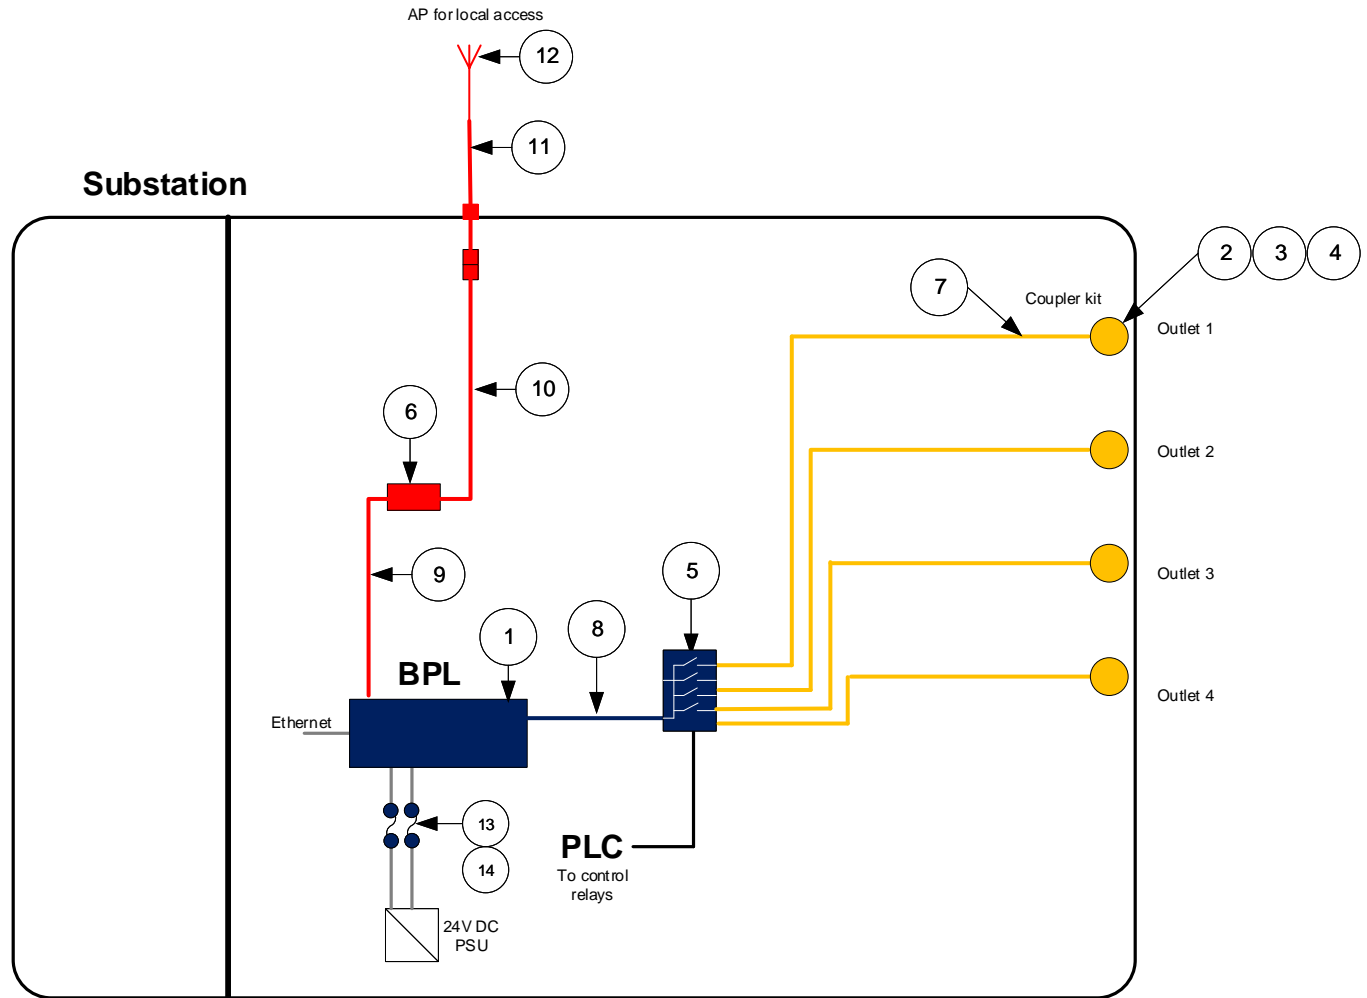 AP for local access
12
11
Substation
2 3 4
7
Coupler kit
Outlet 1
10
6
Outlet 2
9
5
Outlet 3
8
1
BPL
Outlet 4
Ethernet
13
PLC
14
To control
relays
24V DC
PSU